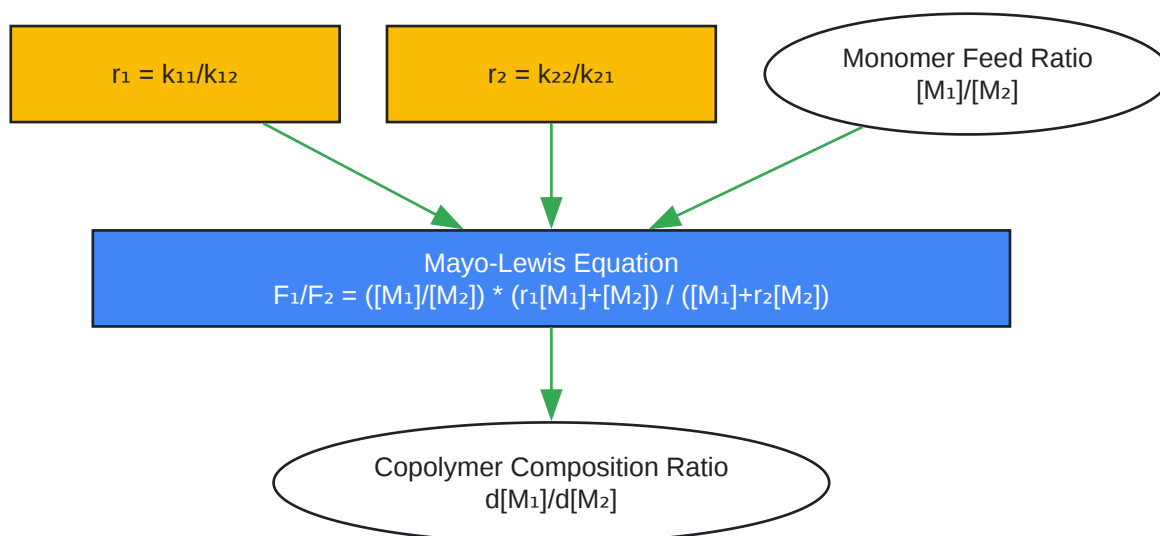 r₁ = k₁₁/k₁₂
r₂ = k₂₂/k₂₁
Monomer Feed Ratio
[M₁]/[M₂]
Mayo-Lewis Equation
F₁/F₂ = ([M₁]/[M₂]) * (r₁[M₁]+[M₂]) / ([M₁]+r₂[M₂])
Copolymer Composition Ratio
d[M₁]/d[M₂]